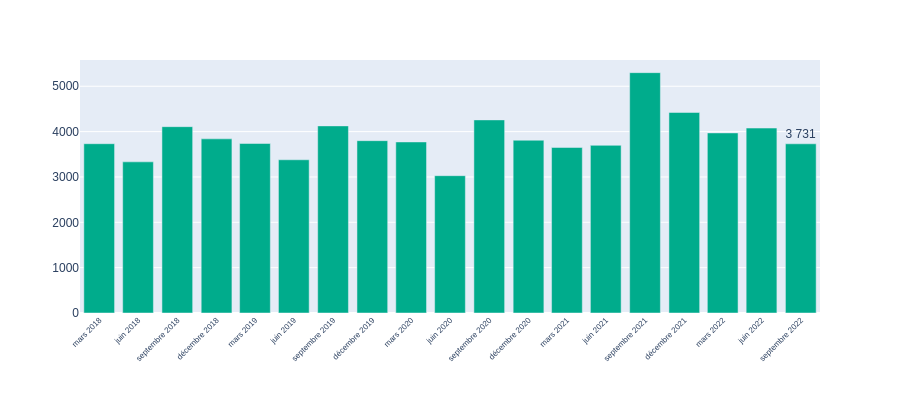 5000
4000
3000
2000
1000
0
3 731
mars 2018
juin 2018
septembre 2018
décembre 2018
mars 2019
juin 2019
septembre 2019
décembre 2019
mars 2020
juin 2020
septembre 2020
décembre 2020
mars 2021
juin 2021
septembre 2021
décembre 2021
mars 2022
juin 2022
septembre 2022